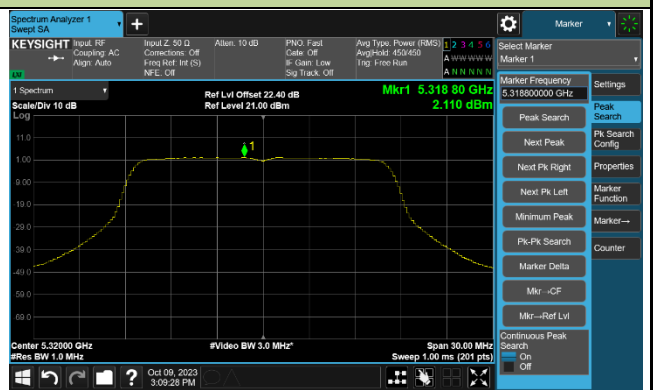 Spectrum Analyzer 1
Swept SA
Marker
KEYSIGHT
Input: RF
Coupling: AC
Align: Auto
Input Z: 50 Ω
Corrections: Off
Freq Ref: Int (S)
NFE: Off
Atten: 10 dB
PNO: Fast
Gate: Off
IF Gain: Low
Sig Track: Off
Avg Type: Power (RMS)
Avg|Hold: 450/450
Trig: Free Run
1 2 3 4 5 6
A W W W W W
A N N N N N
LXI
Select Marker
Marker 1
1 Spectrum
Scale/Div 10 dB
Log
Ref Lvl Offset 22.40 dB
Ref Level 21.00 dBm
Mkr1 5.318 80 GHz
2.110 dBm
1
11.0
1.00
-9.00
-19.0
-29.0
-39.0
-49.0
-59.0
-69.0
Center 5.32000 GHz
#Res BW 1.0 MHz
#Video BW 3.0 MHz*
Span 30.00 MHz
Sweep 1.00 ms (201 pts)
Marker Frequency
5.318800000 GHz
Peak Search
Next Peak
Next Pk Right
Next Pk Left
Minimum Peak
Pk-Pk Search
Marker Delta
Mkr→CF
Mkr→Ref Lvl
Continuous Peak
Search
On
Off
Settings
Peak
Search
Pk Search
Config
Properties
Marker
Function
Marker→
Counter
?
Oct 09, 2023
3:09:28 PM